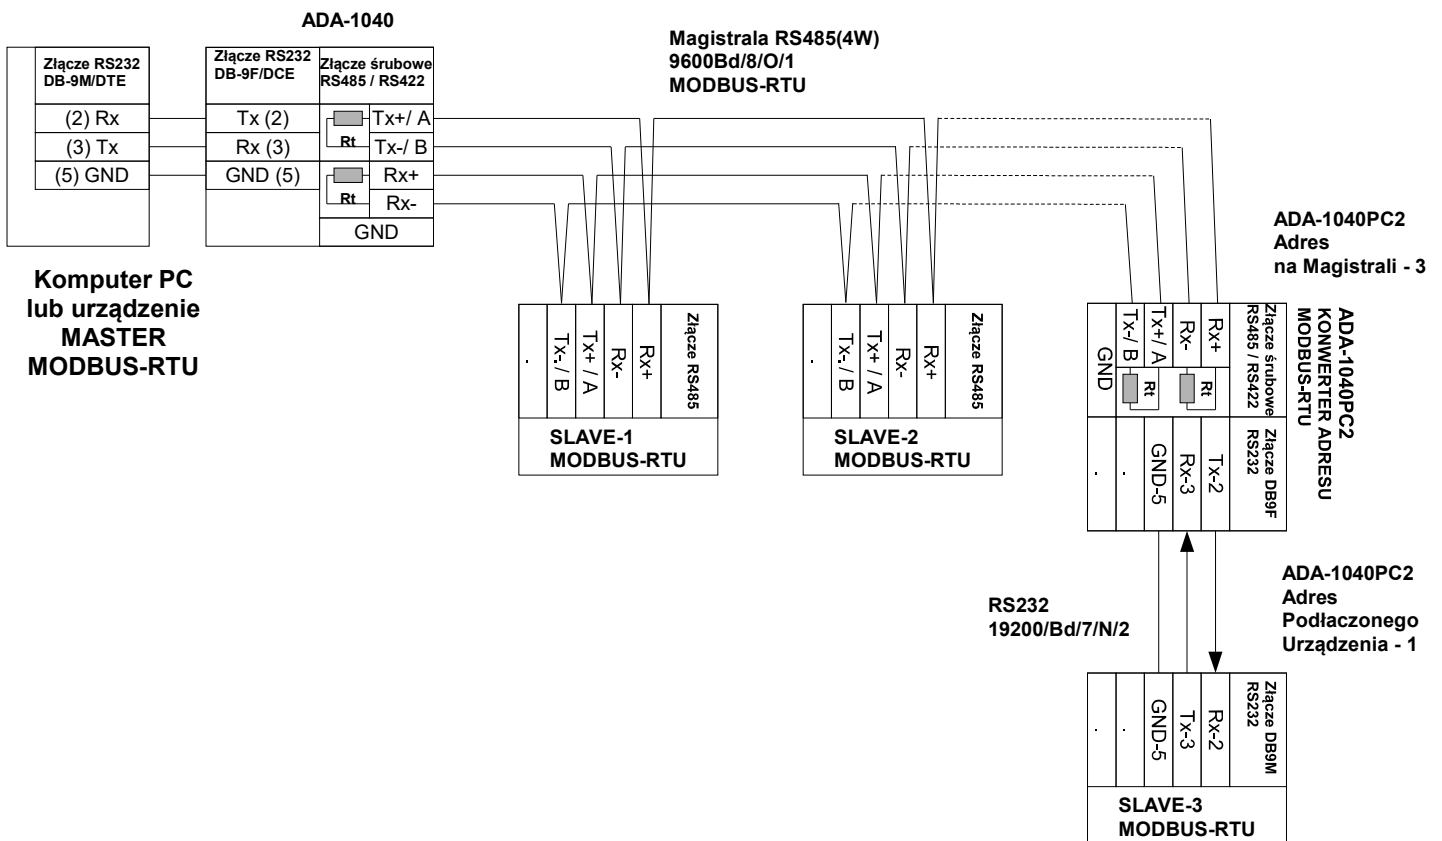 ADA-1040
Złącze RS232
DB-9M/DTE
(2) Rx
(3) Tx
(5) GND
Złącze RS232
DB-9F/DCE
Tx (2)
Rx (3)
GND (5)
Złącze śrubowe
RS485 / RS422
Rt
Tx+/ A
Tx-/ B
Rt
Rx+
Rx-
GND
Komputer PC
lub urządzenie
MASTER
MODBUS-RTU
Magistrala RS485(4W)
9600Bd/8/O/1
MODBUS-RTU
Złącze RS485
Rx+
Rx-
Tx+ / A
Tx-. / B
.
SLAVE-1
MODBUS-RTU
Złącze RS485
Rx+
Rx-
Tx+ / A
Tx-. / B
.
SLAVE-2
MODBUS-RTU
ADA-1040PC2
Adres
na Magistrali - 3
ADA-1040PC2
KONWERTER ADRESU
MODBUS-RTU
Złącze śrubowe
RS485 / RS422
Rx+
Rx-
Tx+/ A
Tx-/ B
GND
Rt
Rt
Złącze DB9F
RS232
Tx-2
Rx-3
GND-5
.
.
RS232
19200/Bd/7/N/2
ADA-1040PC2
Adres
Podłaczonego
Urządzenia - 1
Złącze DB9M
RS232
Rx-2
Tx-3
GND-5
.
.
SLAVE-3
MODBUS-RTU